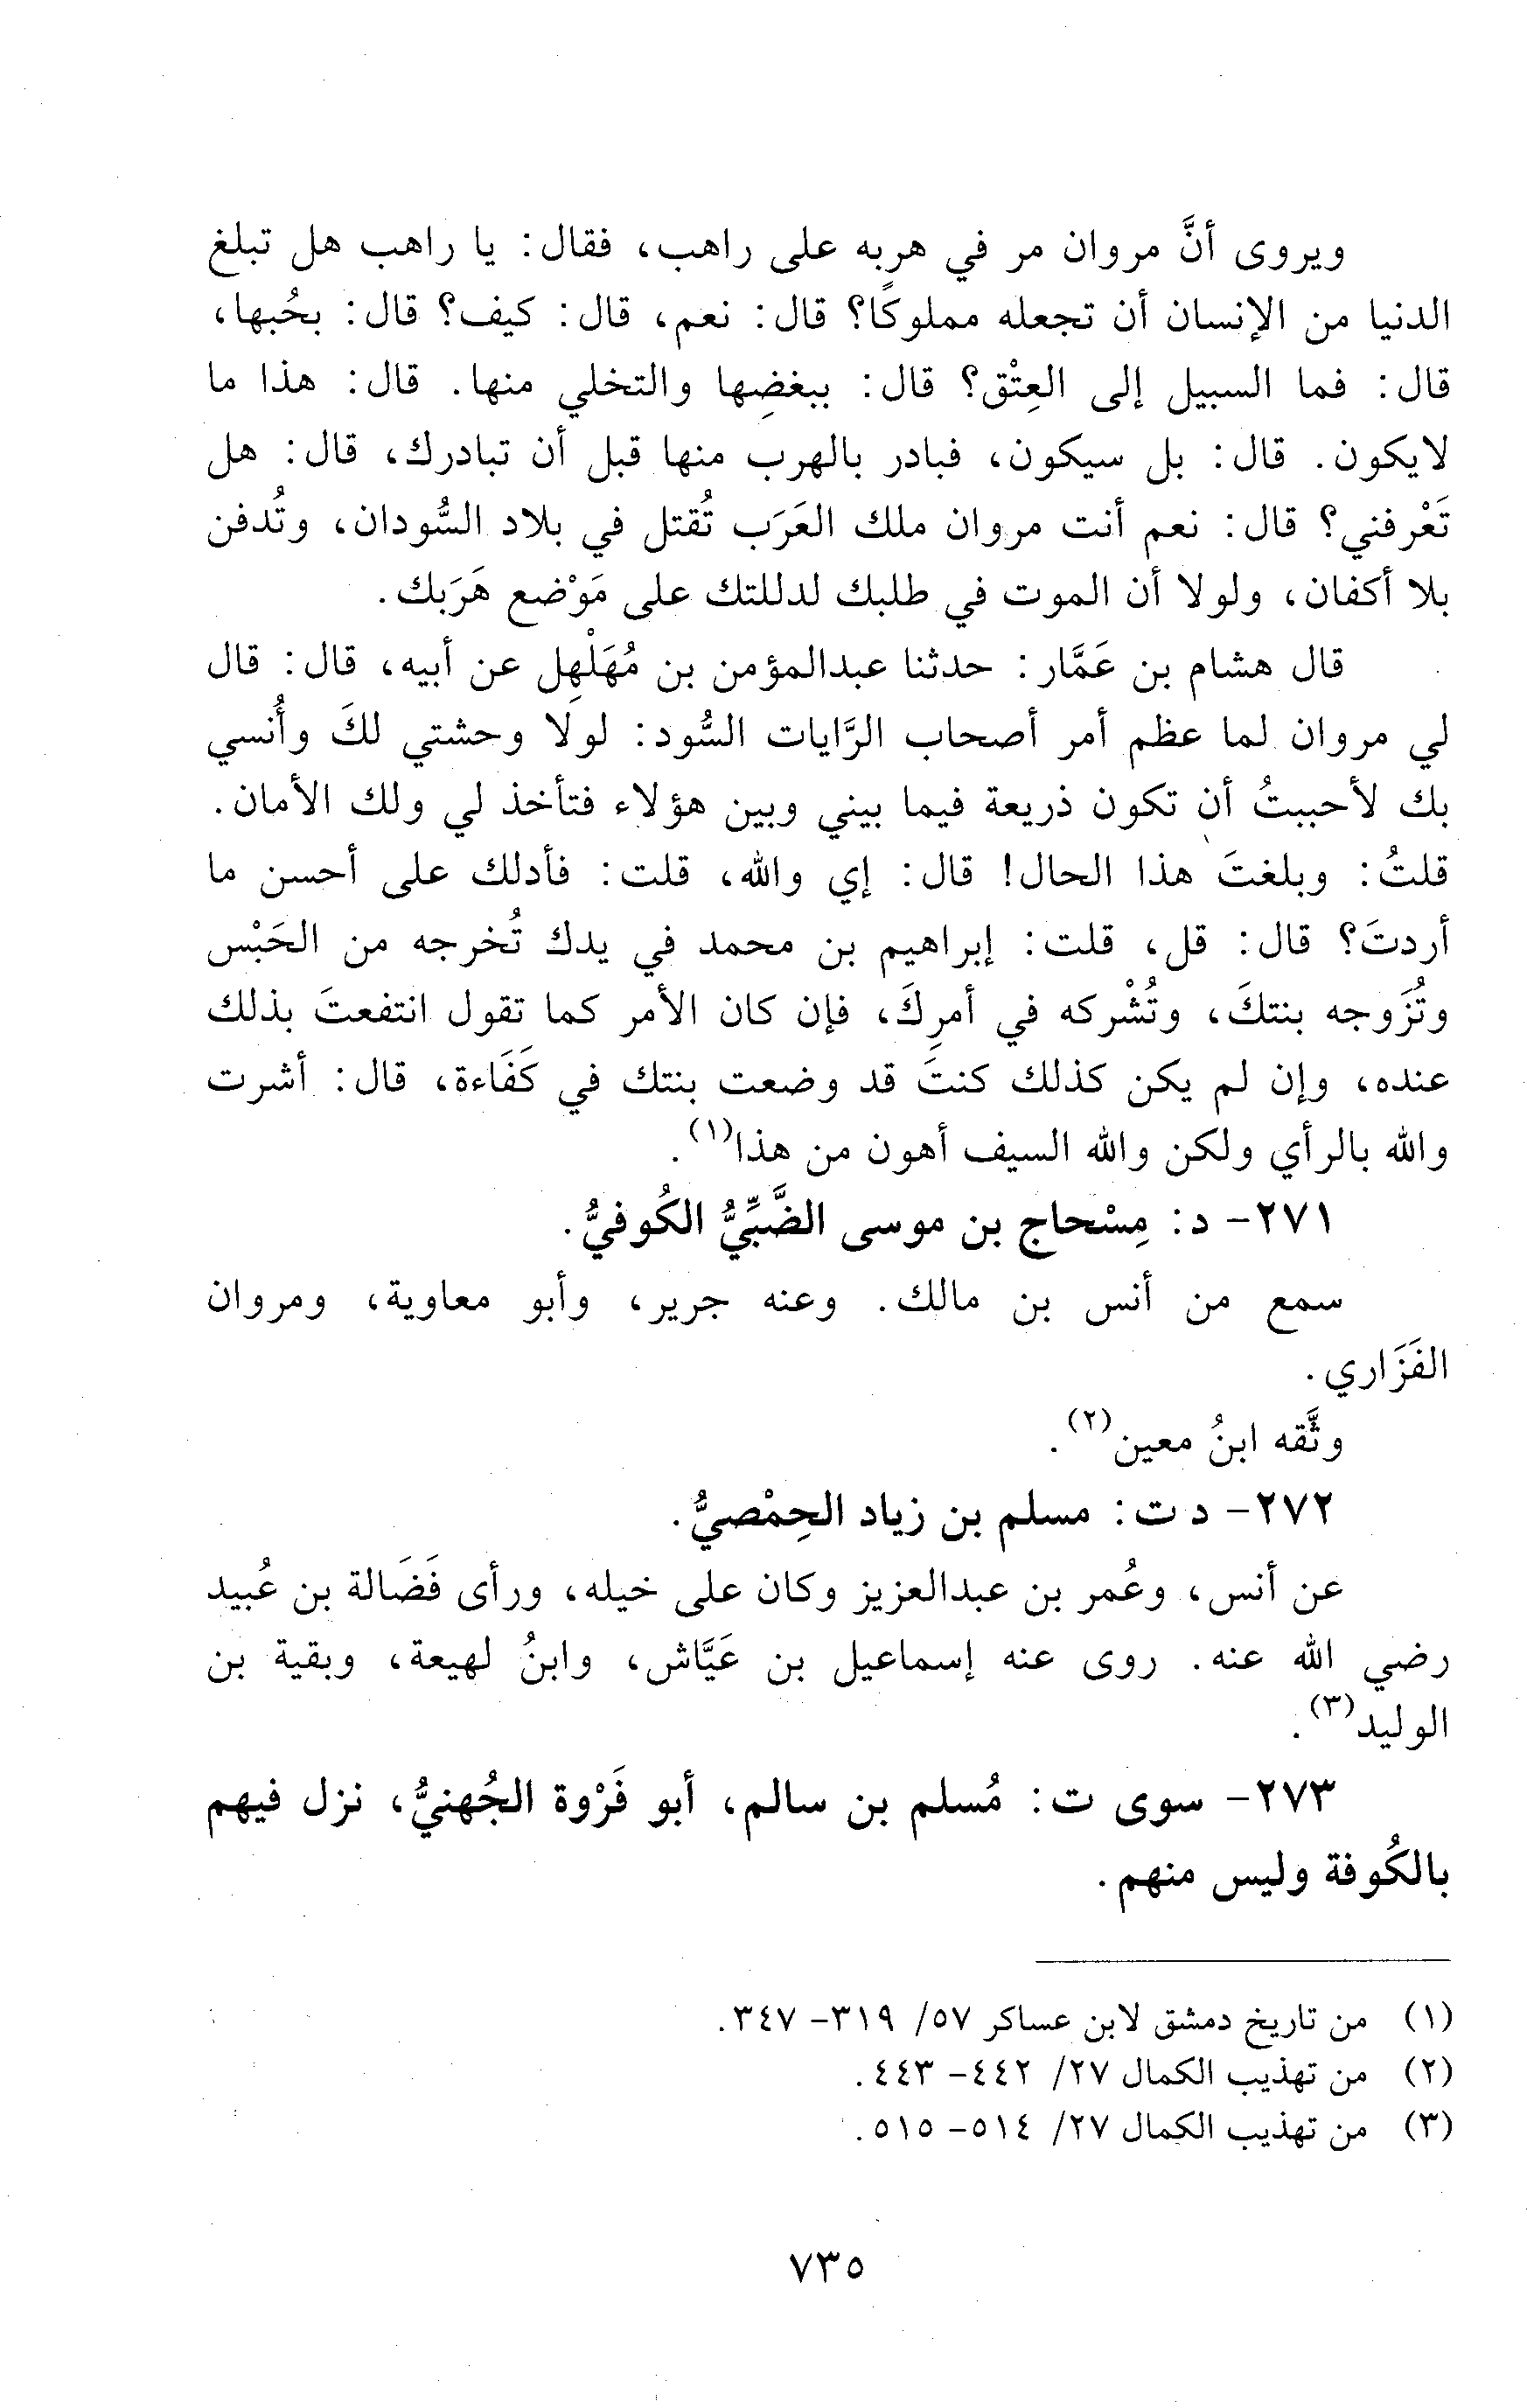 ويروى أنَّ مروان مر في هربه على راهب، فقال: يا راهب هل تبلغ
الدنيا من الإنسان أن تجعله مملوكًا؟ قال: نعم، قال: كيف؟ قال: بحُبها،
قال: فما السبيل إلى العِتْق؟ قال: ببغضِها والتخلي منها. قال: هذا ما
لايكون. قال: بل سيكون، فبادر بالهرب منها قبل أن تبادرك، قال: هل
تَعْرفني؟ قال: نعم أنت مروان ملك العَرَب تُقتل في بلاد السُّودان، وتُدفن
بلا أكفان، ولولا أن الموت في طلبك لدللتك على مَوْضع هَرَبك.
قال هشام بن عَمَّار: حدثنا عبدالمؤمن بن مُهَلْهِل عن أبيه، قال: قال
لي مروان لما عظم أمر أصحاب الرَّايات السُّود: لولا وحشتي لكَ وأُنسي
بك لأحببتُ أن تكون ذريعة فيما بيني وبين هؤلاء فتأخذ لي ولك الأمان.
قلتُ: وبلغتَ هذا الحال! قال: إي والله، قلت: فأدلك على أحسن ما
أردتَ؟ قال: قل، قلت: إبراهيم بن محمد في يدك تُخرجه من الحَبْس
وتُزَوجه بنتكَ، وتُشْركه في أمرِكَ، فإن كان الأمر كما تقول انتفعتَ بذلك
عنده، وإن لم يكن كذلك كنتَ قد وضعت بنتك في كَفَاءة، قال: أشرت
والله بالرأي ولكن والله السيف أهون من هذا(١).
٢٧١- د: مِسْحاج بن موسى الضَّبِّيُّ الكُوفيُّ.
سمع من أنس بن مالك. وعنه جرير، وأبو معاوية، ومروان
الفَزَاري.
وثَّقه ابنُ معين(٢).
٢٧٢- د ت: مسلم بن زياد الحِمْصيُّ.
عن أنس، وعُمر بن عبدالعزيز وكان على خيله، ورأى فَضَالة بن عُبيد
رضي الله عنه. روى عنه إسماعيل بن عَيَّاش، وابنُ لهيعة، وبقية بن
الوليد(٣).
٢٧٣- سوى ت: مُسلم بن سالم، أبو فَرْوة الجُهنيُّ، نزل فيهم
بالكُوفة وليس منهم.
(١) من تاريخ دمشق لابن عساكر ٥٧/ ٣١٩- ٣٤٧.
(٢) من تهذيب الكمال ٢٧/ ٤٤٢- ٤٤٣.
(٣) من تهذيب الكمال ٢٧/ ٥١٤- ٥١٥.
٧٣٥